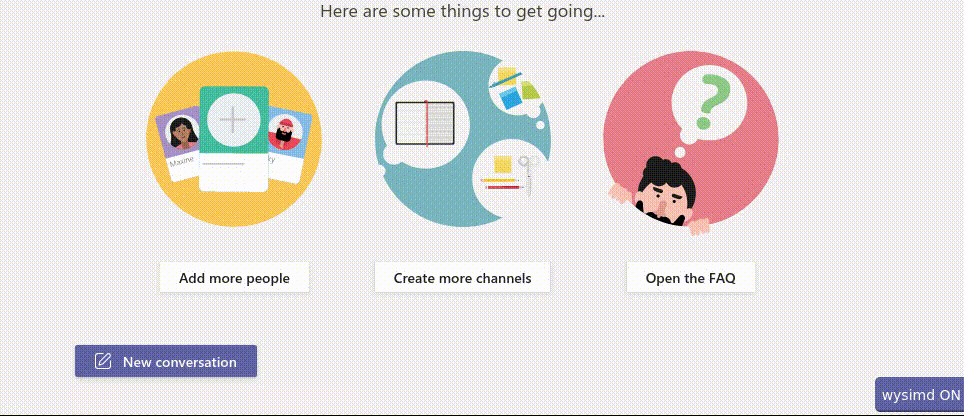 Here are some things to get going...
Maxine
ky
Add more people
Create more channels
Open the FAQ
New conversation
wysimd ON